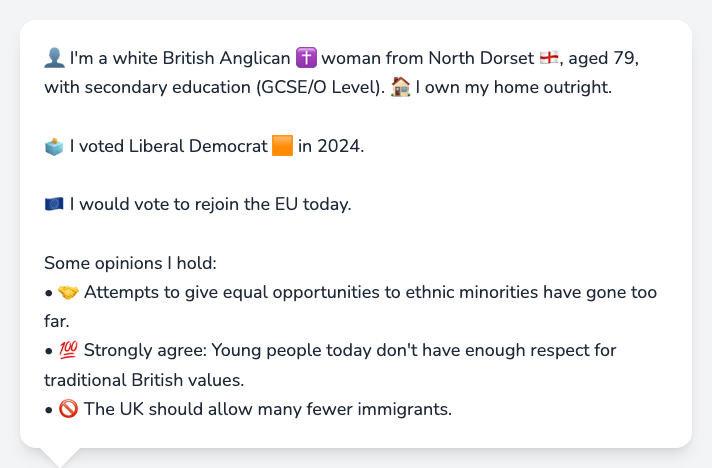 👤 I'm a white British Anglican ✝️ woman from North Dorset 🏴󠁧󠁢󠁥󠁮󠁧󠁿, aged 79,
with secondary education (GCSE/O Level). 🏠 I own my home outright.
🗳️ I voted Liberal Democrat 🟧 in 2024.
🇪🇺 I would vote to rejoin the EU today.
Some opinions I hold:
• 🤝 Attempts to give equal opportunities to ethnic minorities have gone too
far.
• 💯 Strongly agree: Young people today don't have enough respect for
traditional British values.
• 🚫 The UK should allow many fewer immigrants.